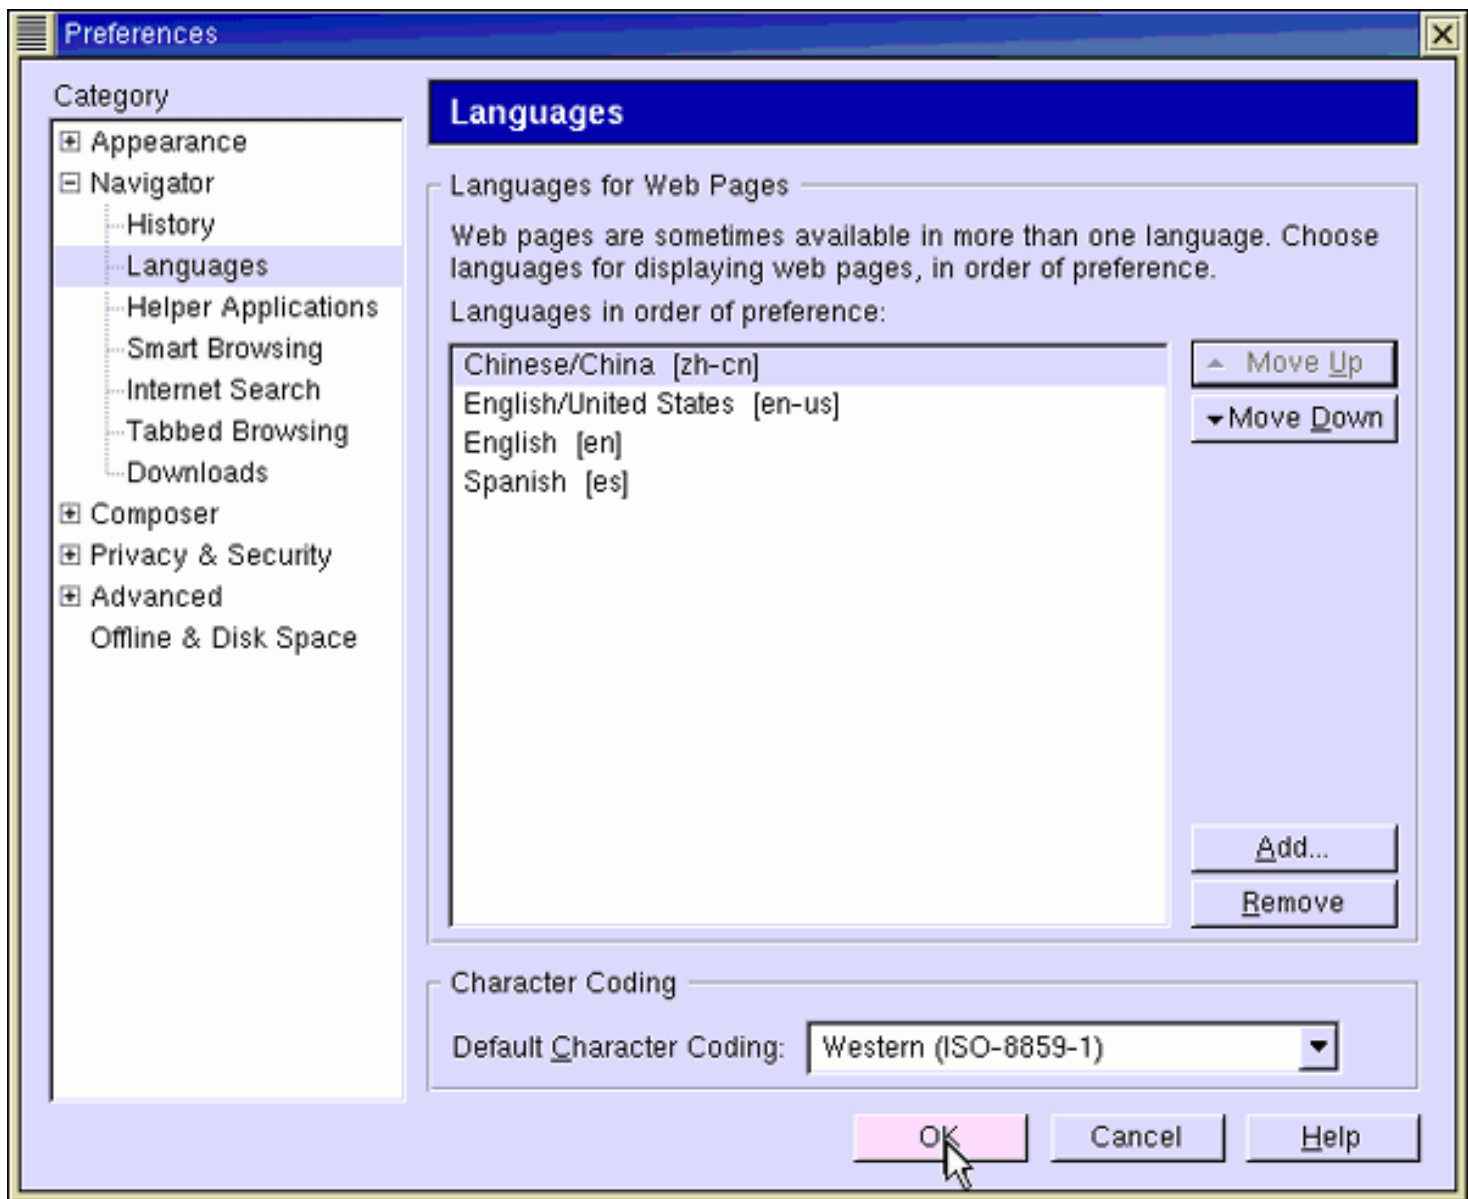 Preferences
Category
Appearance
Navigator
History
Languages
Helper Applications
Smart Browsing
Internet Search
Tabbed Browsing
Downloads
Composer
Privacy & Security
Advanced
Offline & Disk Space
Languages
Languages for Web Pages
Web pages are sometimes available in more than one language. Choose
languages for displaying web pages, in order of preference.
Languages in order of preference:
Chinese/China [zh-cn]
English/United States [en-us]
English [en]
Spanish [es]
Move Up
Move Down
Add...
Remove
Character Coding
Default Character Coding: Western (ISO-8859-1)
OK Cancel Help